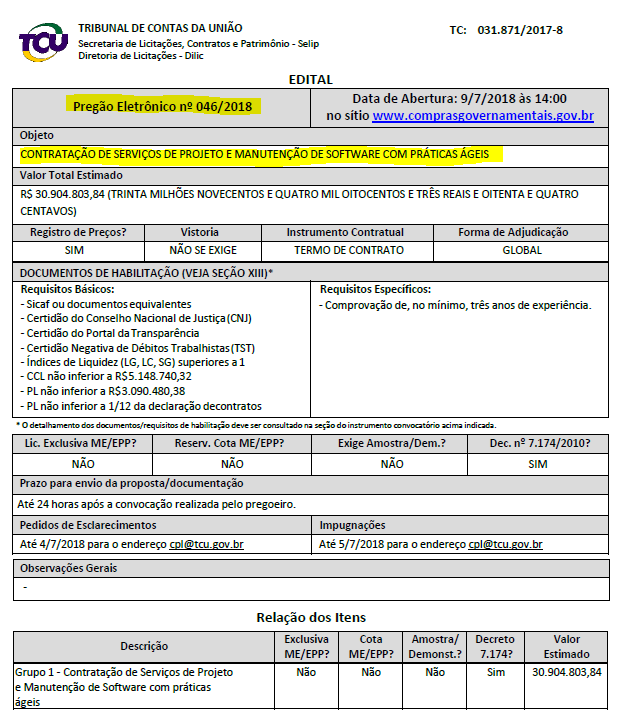 TCU
TRIBUNAL DE CONTAS DA UNIÃO
Secretaria de Licitações, Contratos e Patrimônio - Selip
Diretoria de Licitações - Dilic
TC: 031.871/2017-8
EDITAL
Pregão Eletrônico nº 046/2018
Data de Abertura: 9/7/2018 às 14:00
no sítio www.comprasgovernamentais.gov.br
Objeto
CONTRATAÇÃO DE SERVIÇOS DE PROJETO E MANUTENÇÃO DE SOFTWARE COM PRÁTICAS ÁGEIS
Valor Total Estimado
R$ 30.904.803,84 (TRINTA MILHÕES NOVECENTOS E QUATRO MIL OITOCENTOS E TRÊS REAIS E OITENTA E QUATRO
CENTAVOS)
Registro de Preços? Vistoria Instrumento Contratual Forma de Adjudicação
SIM NÃO SE EXIGE TERMO DE CONTRATO GLOBAL
DOCUMENTOS DE HABILITAÇÃO (VEJA SEÇÃO XIII)*
Requisitos Básicos:
- Sicaf ou documentos equivalentes
- Certidão do Conselho Nacional de Justiça (CNJ)
- Certidão do Portal da Transparência
- Certidão Negativa de Débitos Trabalhistas (TST)
- Índices de Liquidez (LG, LC, SG) superiores a 1
- CCL não inferior a R$5.148.740,32
- PL não inferior a R$3.090.480,38
- PL não inferior a 1/12 da declaração decontratos
Requisitos Específicos:
- Comprovação de, no mínimo, três anos de experiência.
* O detalhamento dos documentos/requisitos de habilitação deve ser consultado na seção do instrumento convocatório acima indicada.
Lic. Exclusiva ME/EPP? Reserv. Cota ME/EPP? Exige Amostra/Dem.? Dec. nº 7.174/2010?
NÃO NÃO NÃO SIM
Prazo para envio da proposta/documentação
Até 24 horas após a convocação realizada pelo pregoeiro.
Pedidos de Esclarecimentos Impugnações
Até 4/7/2018 para o endereço cpl@tcu.gov.br Até 5/7/2018 para o endereço cpl@tcu.gov.br
Observações Gerais
-
Relação dos Itens
Descrição Exclusiva ME/EPP? Cota ME/EPP? Amostra/ Demonst.? Decreto 7.174? Valor Estimado
Grupo 1 - Contratação de Serviços de Projeto Não Não Não Sim 30.904.803,84
e Manutenção de Software com práticas
ágeis